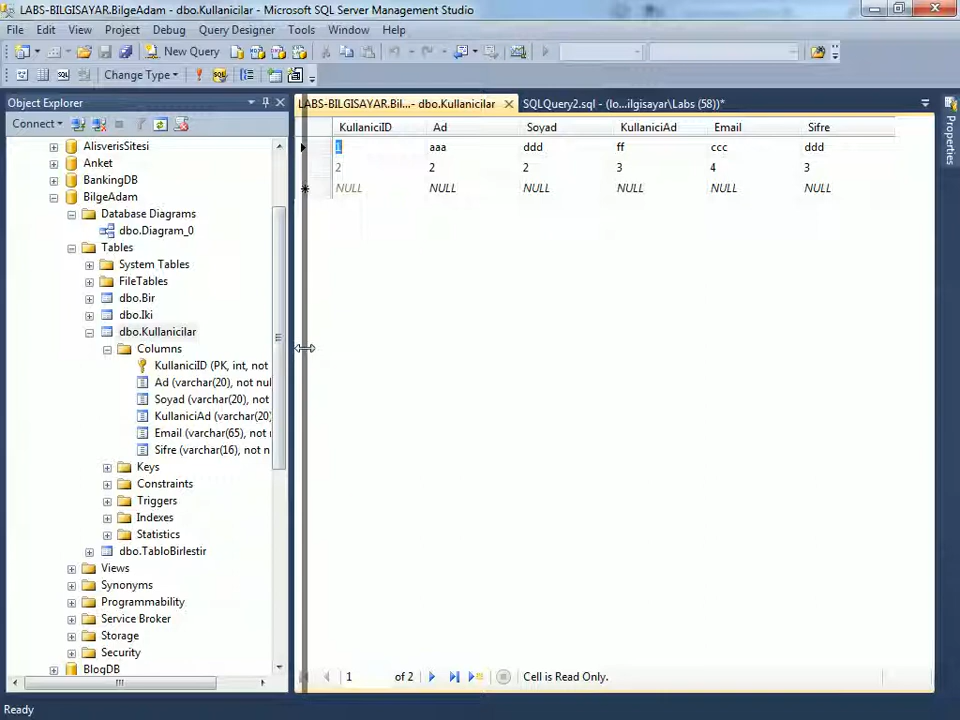 LABS-BILGISAYAR.BilgeAdam - dbo.Kullanicilar - Microsoft SQL Server Management Studio
File Edit View Project Debug Query Designer Tools Window Help
New Query
Change Type
Object Explorer
Connect
AlisverisSitesi
Anket
BankingDB
BilgeAdam
Database Diagrams
dbo.Diagram_0
Tables
System Tables
FileTables
dbo.Bir
dbo.Iki
dbo.Kullanicilar
Columns
KullaniciID (PK, int, not
Ad (varchar(20), not nul
Soyad (varchar(20), not
KullaniciAd (varchar(20)
Email (varchar(65), not
Sifre (varchar(16), not n
Keys
Constraints
Triggers
Indexes
Statistics
dbo.TabloBirlestir
Views
Synonyms
Programmability
Service Broker
Storage
Security
BlogDB
LABS-BILGISAYAR.Bil...- dbo.Kullanicilar SQLQuery2.sql - (lo...ilgisayar\Labs (58))*
KullaniciID Ad Soyad KullaniciAd Email Sifre
1 aaa ddd ff ccc ddd
2 2 2 3 4 3
NULL NULL NULL NULL NULL NULL
1 of 2 Cell is Read Only.
Properties
Ready